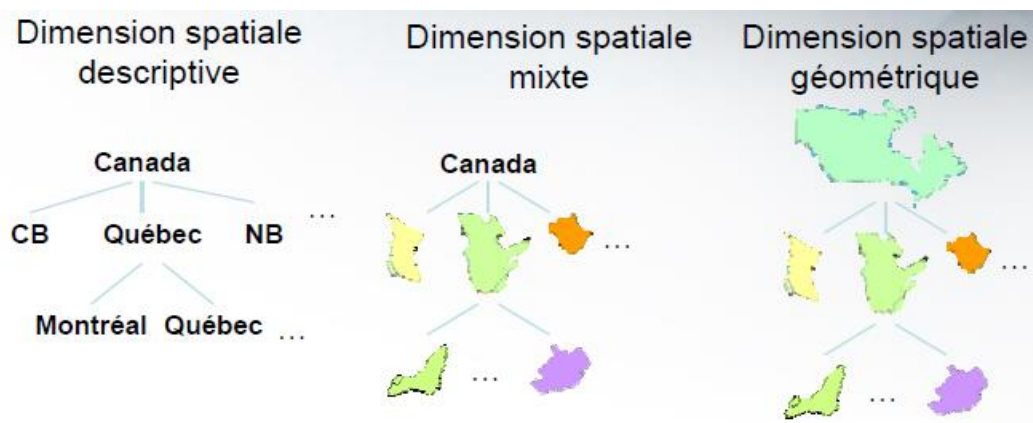 Dimension spatiale
descriptive
Canada
CB Québec NB ...
Montréal Québec ...
Dimension spatiale
mixte
Canada
...
...
Dimension spatiale
géométrique
...
...